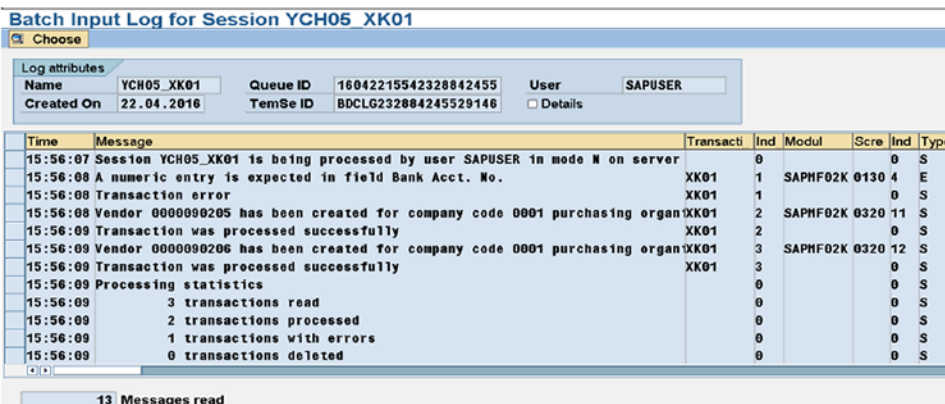 Batch Input Log for Session YCH05_XK01
Choose
Log attributes
Name YCH05_XK01 Queue ID 16042215542328842455 User SAPUSER
Created On 22.04.2016 TemSe ID BDCLG232884245529146 Details
Time Message Transacti Ind Modul Scre Ind Type
15:56:07 Session YCH05_XK01 is being processed by user SAPUSER in mode N on server 0 0 S
15:56:08 A numeric entry is expected in field Bank Acct. No. XK01 1 SAPMF02K 0130 4 E
15:56:08 Transaction error XK01 1 0 S
15:56:08 Vendor 0000090205 has been created for company code 0001 purchasing organi XK01 2 SAPMF02K 0320 11 S
15:56:09 Transaction was processed successfully XK01 2 0 S
15:56:09 Vendor 0000090206 has been created for company code 0001 purchasing organi XK01 3 SAPMF02K 0320 12 S
15:56:09 Transaction was processed successfully XK01 3 0 S
15:56:09 Processing statistics 0 0 S
15:56:09 3 transactions read 0 0 S
15:56:09 2 transactions processed 0 0 S
15:56:09 1 transactions with errors 0 0 S
15:56:09 0 transactions deleted 0 0 S
13 Messages read